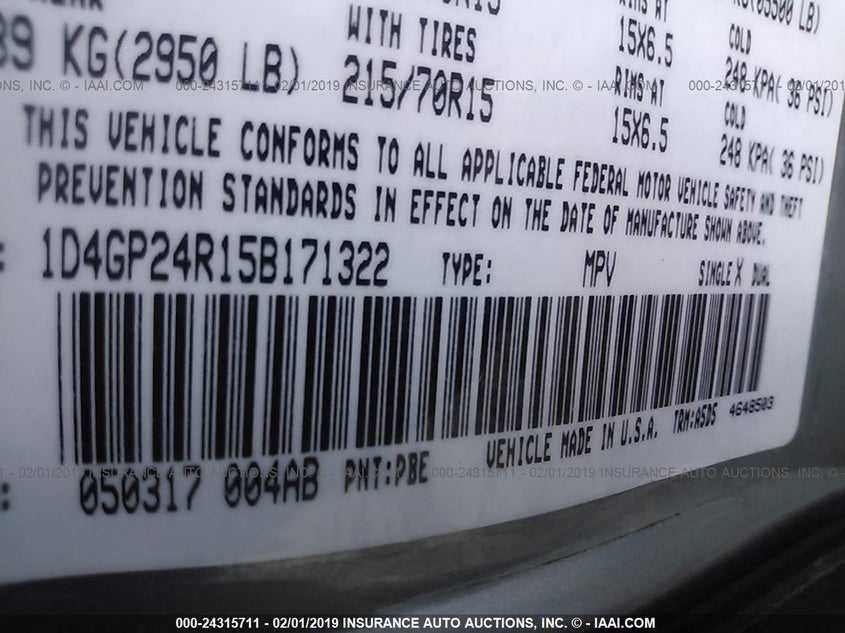 89 KG(2950 LB)
WITH TIRES
215/70R15
RIMS AT
15X6.5
RIMS AT
15X6.5
COLD
248 KPA( 36 PSI)
COLD
248 KPA( 36 PSI)
THIS VEHICLE CONFORMS TO ALL APPLICABLE FEDERAL MOTOR VEHICLE SAFETY AND THEFT
PREVENTION STANDARDS IN EFFECT ON THE DATE OF MANUFACTURE SHOWN ABOVE.
: 1D4GP24R15B171322 TYPE: MPV SINGLE X DUAL
VEHICLE MADE IN U.S.A. TRM:A5D5 4648503
: 050317 004AB PNT:PBE
000-24315711 - 02/01/2019 INSURANCE AUTO AUCTIONS, INC. - © IAAI.COM